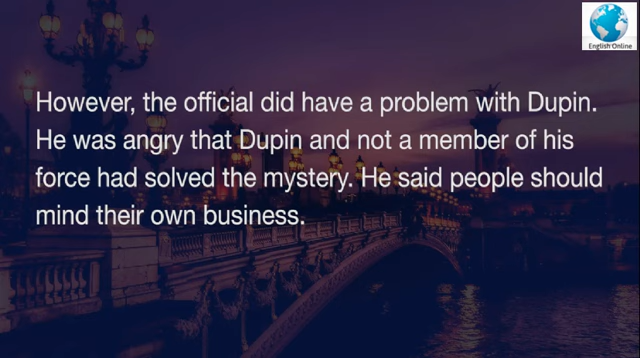 English Online
However, the official did have a problem with Dupin.
He was angry that Dupin and not a member of his
force had solved the mystery. He said people should
mind their own business.